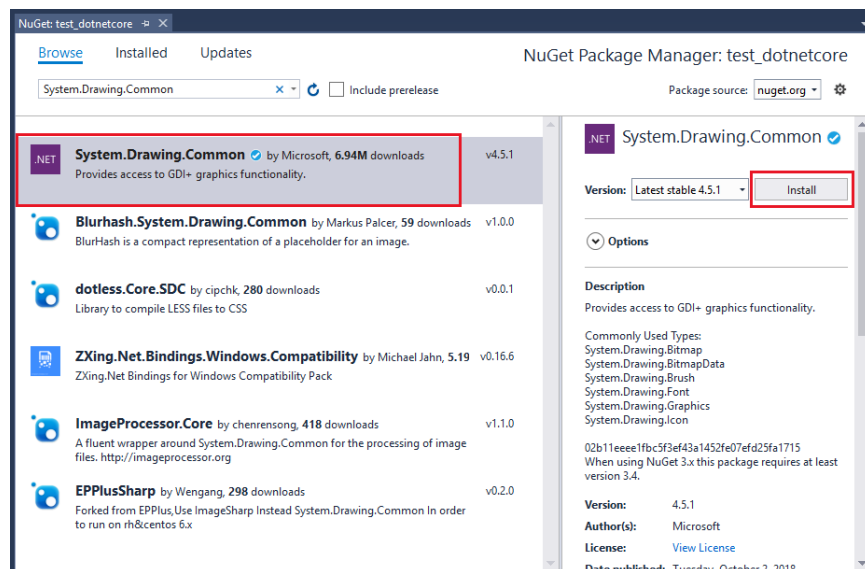 NuGet: test_dotnetcore
Browse Installed Updates
NuGet Package Manager: test_dotnetcore
System.Drawing.Common
Include prerelease
Package source: nuget.org
.NET
System.Drawing.Common by Microsoft, 6.94M downloads v4.5.1
Provides access to GDI+ graphics functionality.
Blurhash.System.Drawing.Common by Markus Palcer, 59 downloads v1.0.0
BlurHash is a compact representation of a placeholder for an image.
dotless.Core.SDC by cipchk, 280 downloads v0.0.1
Library to compile LESS files to CSS
ZXing.Net.Bindings.Windows.Compatibility by Michael Jahn, 5.19 v0.16.6
ZXing.Net Bindings for Windows Compatibility Pack
ImageProcessor.Core by chenrensong, 418 downloads v1.1.0
A fluent wrapper around System.Drawing.Common for the processing of image
files. http://imageprocessor.org
EPPlusSharp by Wengang, 298 downloads v0.2.0
Forked from EPPlus,Use ImageSharp Instead System.Drawing.Common In order
to run on rh&centos 6.x
.NET
System.Drawing.Common
Version: Latest stable 4.5.1 Install
Options
Description
Provides access to GDI+ graphics functionality.
Commonly Used Types:
System.Drawing.Bitmap
System.Drawing.BitmapData
System.Drawing.Brush
System.Drawing.Font
System.Drawing.Graphics
System.Drawing.Icon
02b11eeee1fbc5f3ef43a1452fe07efd25fa1715
When using NuGet 3.x this package requires at least
version 3.4.
Version: 4.5.1
Author(s): Microsoft
License: View License
Date published: Tuesday, October 2, 2018